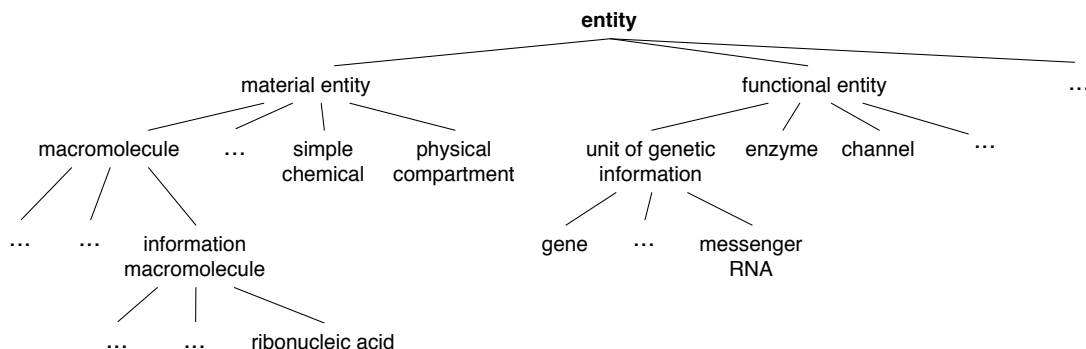 entity
material entity
functional entity
...
macromolecule
...
simple
chemical
physical
compartment
unit of genetic
information
enzyme
channel
...
...
...
information
macromolecule
gene
...
messenger
RNA
...
...
ribonucleic acid